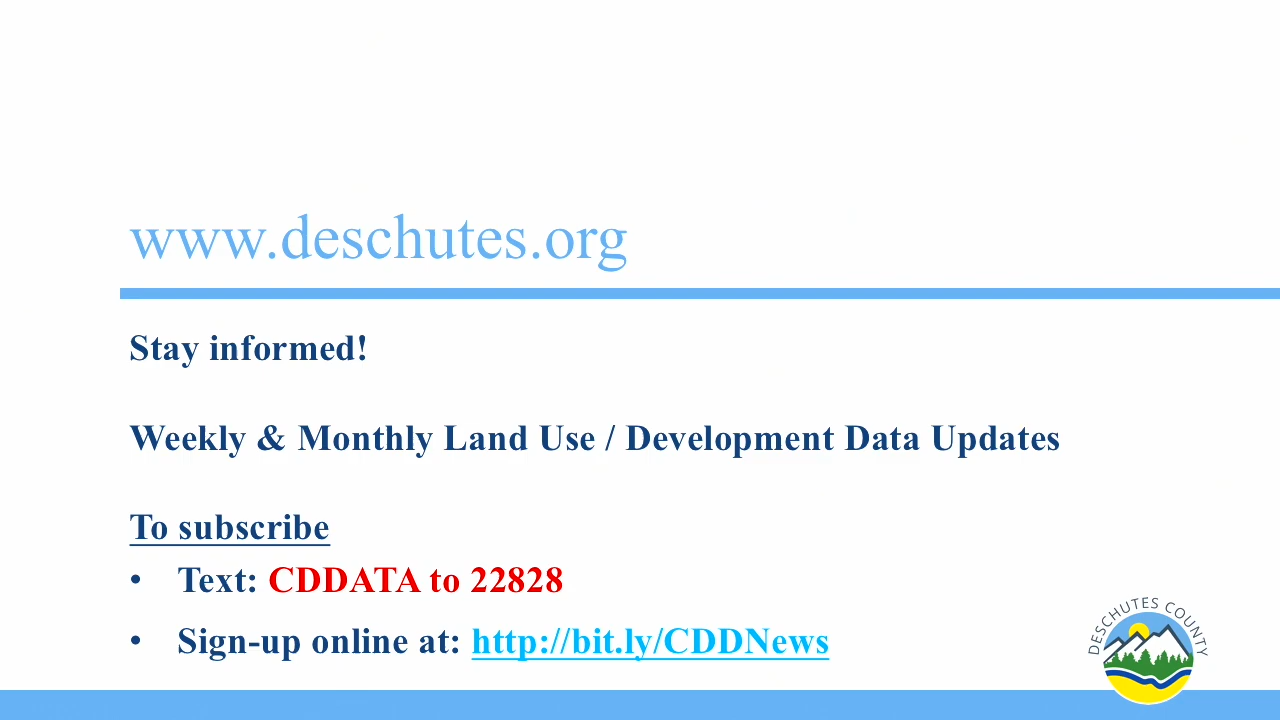 www.deschutes.org
Stay informed!
Weekly & Monthly Land Use / Development Data Updates
To subscribe
• Text: CDDATA to 22828
• Sign-up online at: http://bit.ly/CDDNews
DESCHUTES COUNTY